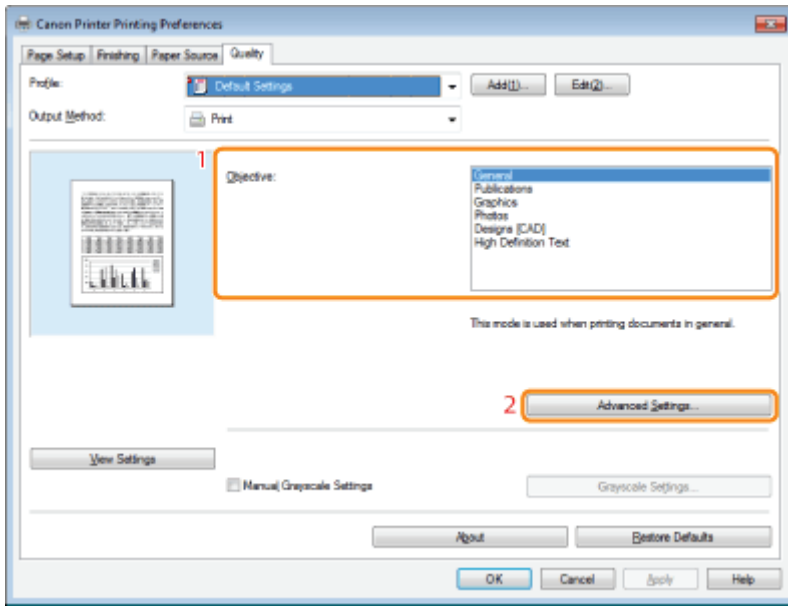 Canon Printer Printing Preferences
Page Setup Finishing Paper Source Quality
Profile: Default Settings Add(1)... Edit(2)...
Output Method: Print
1
Objective: General
Publications
Graphics
Photos
Designs [CAD]
High Definition Text
This mode is used when printing documents in general.
2 Advanced Settings...
View Settings
Manual Grayscale Settings Grayscale Settings...
About Restore Defaults
OK Cancel Apply Help